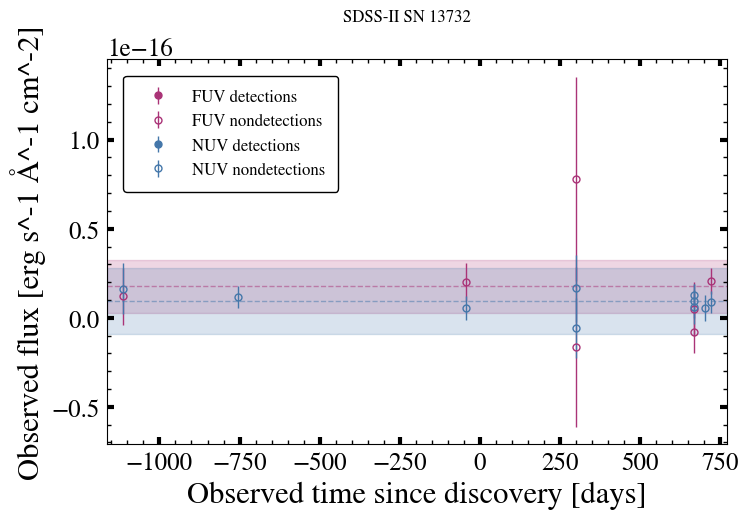 SDSS-II SN 13732
1e−16
FUV detections
FUV nondetections
NUV detections
NUV nondetections
1.0
0.5
0.0
−0.5
Observed flux [erg s^-1 Å^-1 cm^-2]
−1000 −750 −500 −250 0 250 500 750
Observed time since discovery [days]